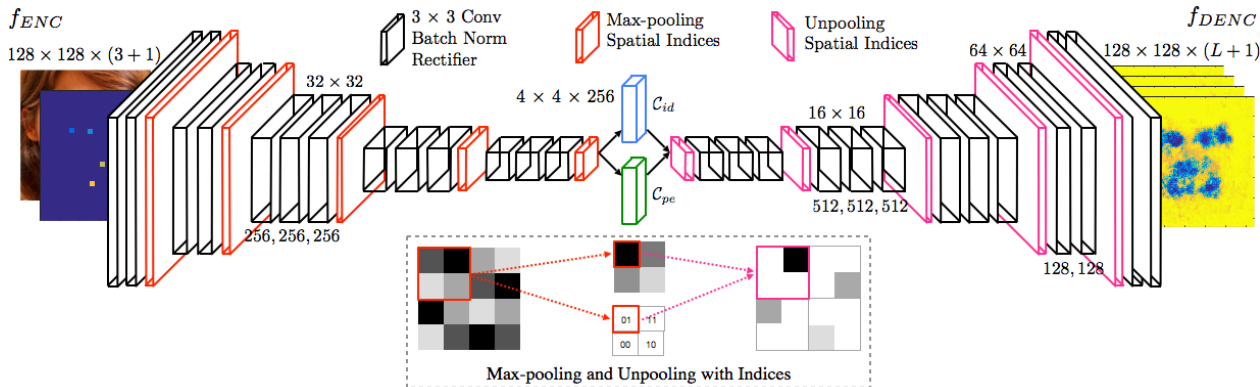 f_ENC
128 × 128 × (3 + 1)
3 × 3 Conv
Batch Norm
Rectifier
Max-pooling
Spatial Indices
Unpooling
Spatial Indices
f_DENC
128 × 128 × (L + 1)
64 × 64
32 × 32
4 × 4 × 256
C_id
C_pe
16 × 16
256, 256, 256
512, 512, 512
128, 128
01 11
00 10
Max-pooling and Unpooling with Indices